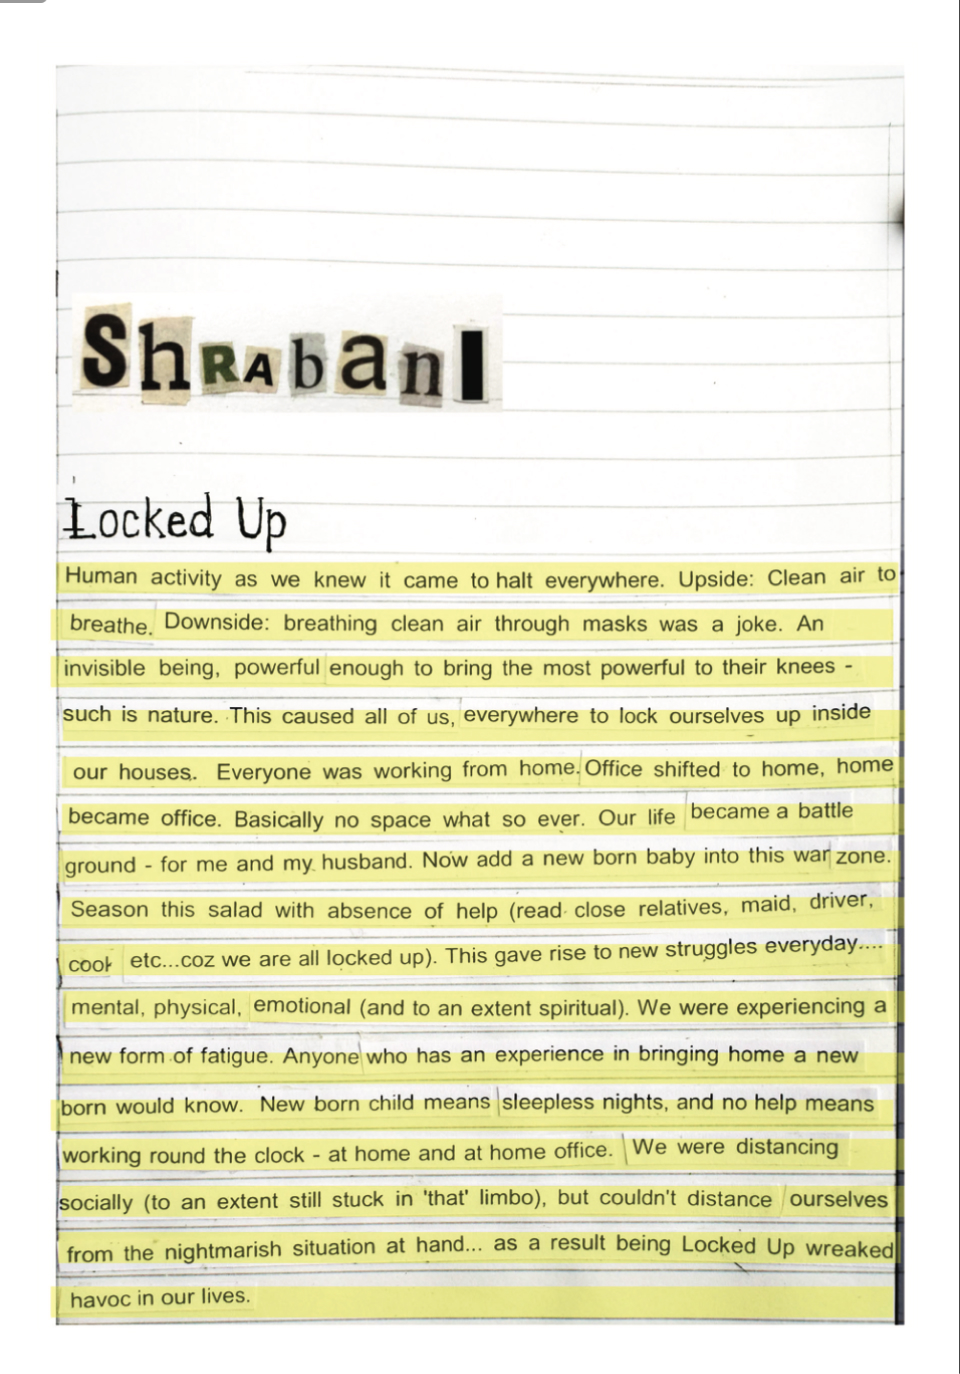 ShRAbanI
Locked Up
Human activity as we knew it came to halt everywhere. Upside: Clean air to
breathe. Downside: breathing clean air through masks was a joke. An
invisible being, powerful enough to bring the most powerful to their knees -
such is nature. This caused all of us, everywhere to lock ourselves up inside
our houses. Everyone was working from home. Office shifted to home, home
became office. Basically no space what so ever. Our life became a battle
ground - for me and my husband. Now add a new born baby into this war zone.
Season this salad with absence of help (read close relatives, maid, driver,
cook etc...coz we are all locked up). This gave rise to new struggles everyday....
mental, physical, emotional (and to an extent spiritual). We were experiencing a
new form of fatigue. Anyone who has an experience in bringing home a new
born would know. New born child means sleepless nights, and no help means
working round the clock - at home and at home office. We were distancing
socially (to an extent still stuck in 'that' limbo), but couldn't distance ourselves
from the nightmarish situation at hand... as a result being Locked Up wreaked
havoc in our lives.